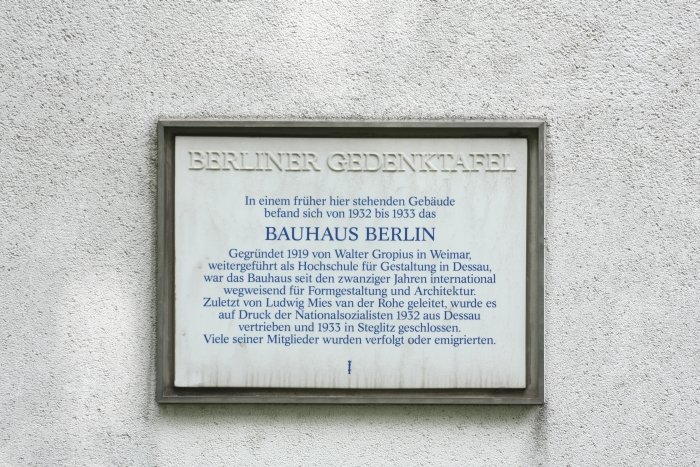 BERLINER GEDENKTAFEL
In einem früher hier stehenden Gebäude
befand sich von 1932 bis 1933 das
BAUHAUS BERLIN
Gegründet 1919 von Walter Gropius in Weimar,
weitergeführt als Hochschule für Gestaltung in Dessau,
war das Bauhaus seit den zwanziger Jahren international
wegweisend für Formgestaltung und Architektur.
Zuletzt von Ludwig Mies van der Rohe geleitet, wurde es
auf Druck der Nationalsozialisten 1932 aus Dessau
vertrieben und 1933 in Steglitz geschlossen.
Viele seiner Mitglieder wurden verfolgt oder emigrierten.